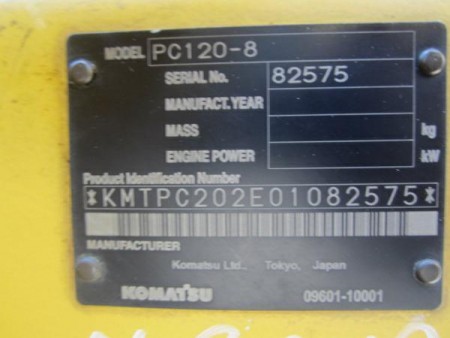 MODEL PC120-8
SERIAL No. 82575
MANUFACT.YEAR
MASS kg
ENGINE POWER kW
Product Identification Number
*KMTPC202E01082575*
MANUFACTURER
Komatsu Ltd., Tokyo, Japan
KOMATSU 09601-10001